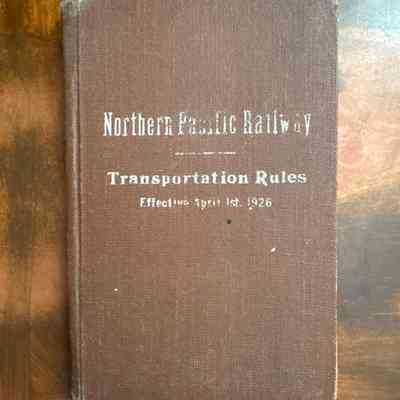 Northern Pacific Railway
Transportation Rules
Effective April 1st, 1926